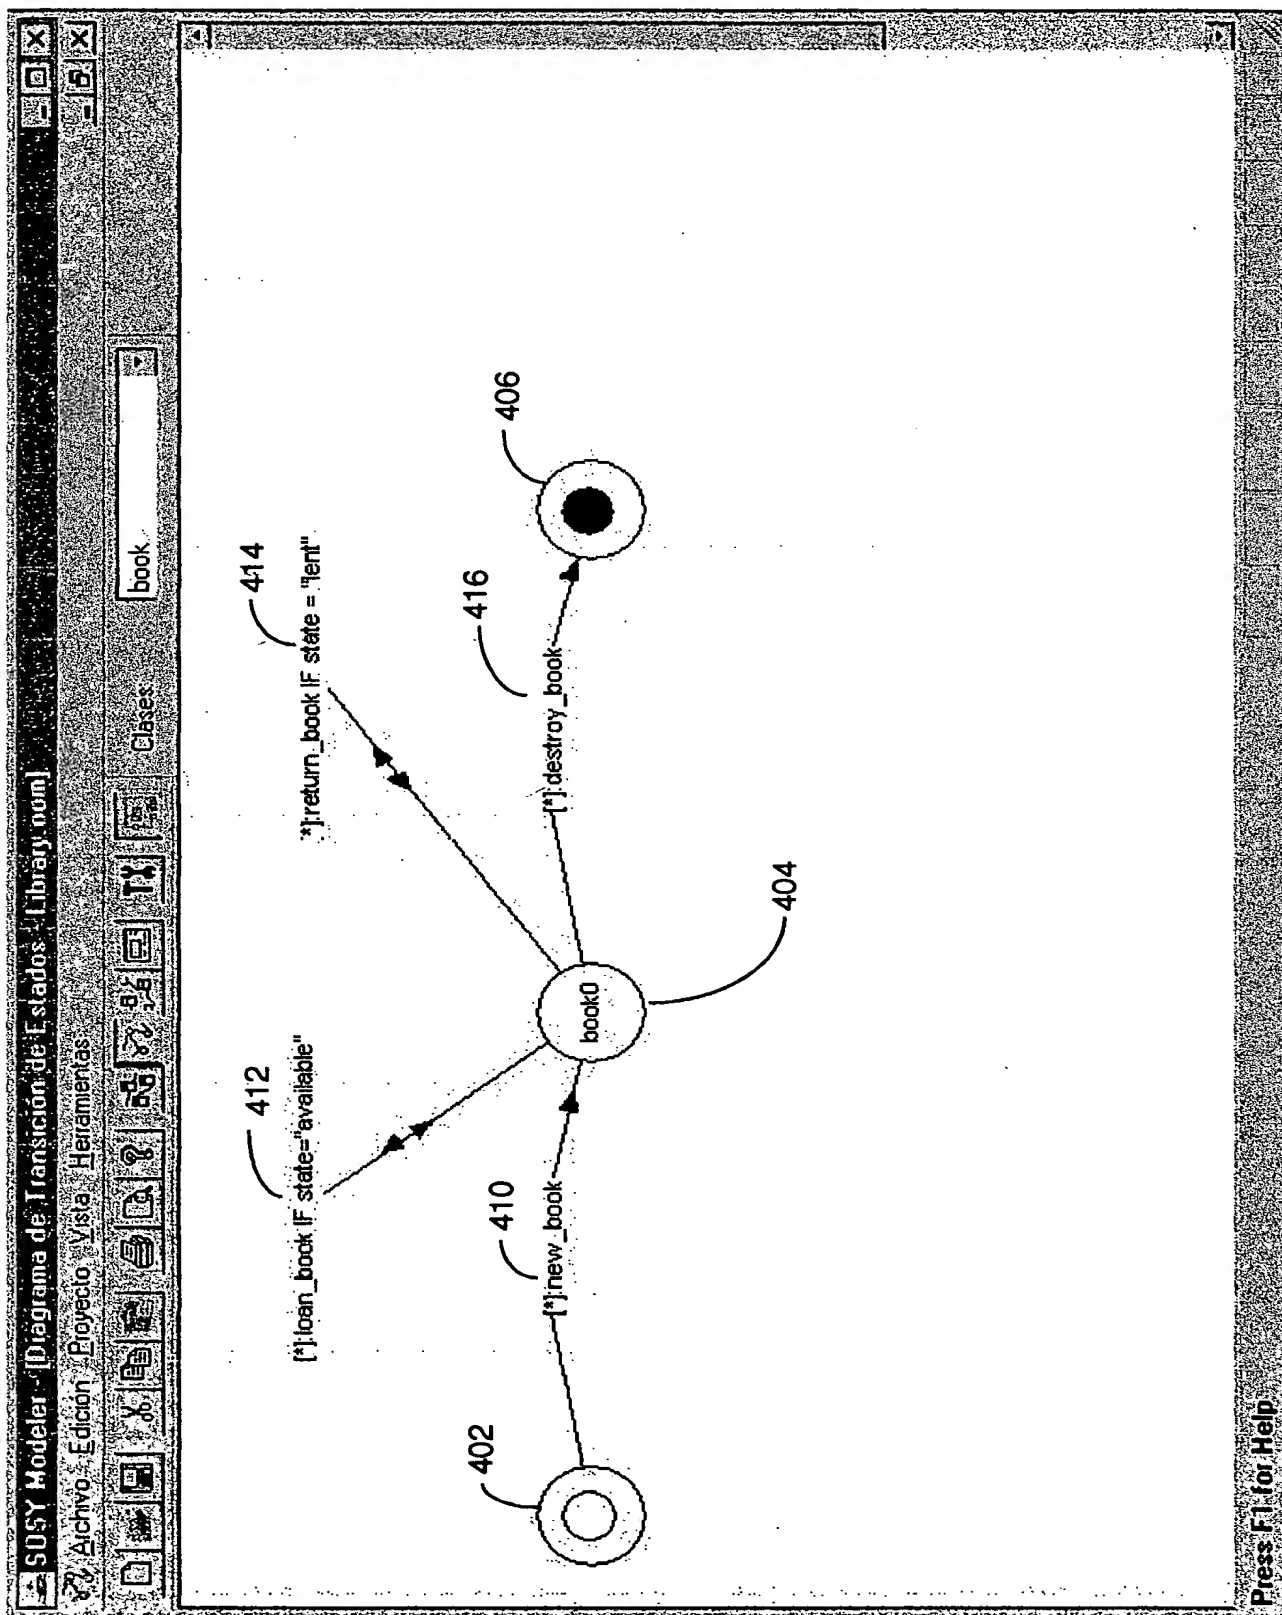 SOSY Modeler - [Diagrama de Transición de Estados - Library.nom]
Archivo Edición Proyecto Vista Herramientas
Clases:
book
412
[*]:loan_book IF state="available"
414
*]:return_book IF state = "lent"
402
410
[*]:new_book
416
[*]:destroy_book
406
book0
404
Press F1 for Help